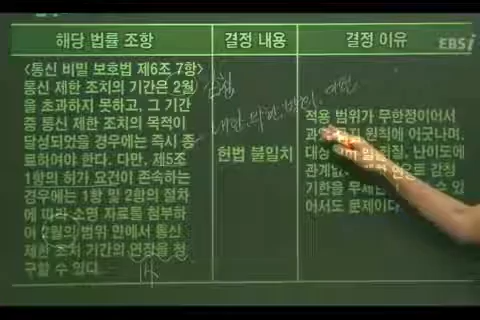 해당 법률 조항
결정 내용
결정 이유
EBSi
<통신 비밀 보호법 제6조 7항>
통신 제한 조치의 기간은 2월
을 초과하지 못하고, 그 기간
중 통신 제한 조치의 목적이
달성되었을 경우에는 즉시 종
료하여야 한다. 다만, 제5조
1항의 허가 요건이 존속하는
경우에는 1항 및 2항의 절차
에 따라 소명 자료를 첨부하
여 2월의 범위 안에서 통신
제한 조치 기간의 연장을 청
구할 수 있다
헌법 불일치
적용 범위가 무한정이어서
원칙에 어긋나며,
대상 난이도에
관계없 감청
기한을 수 있
어서도 문제이다